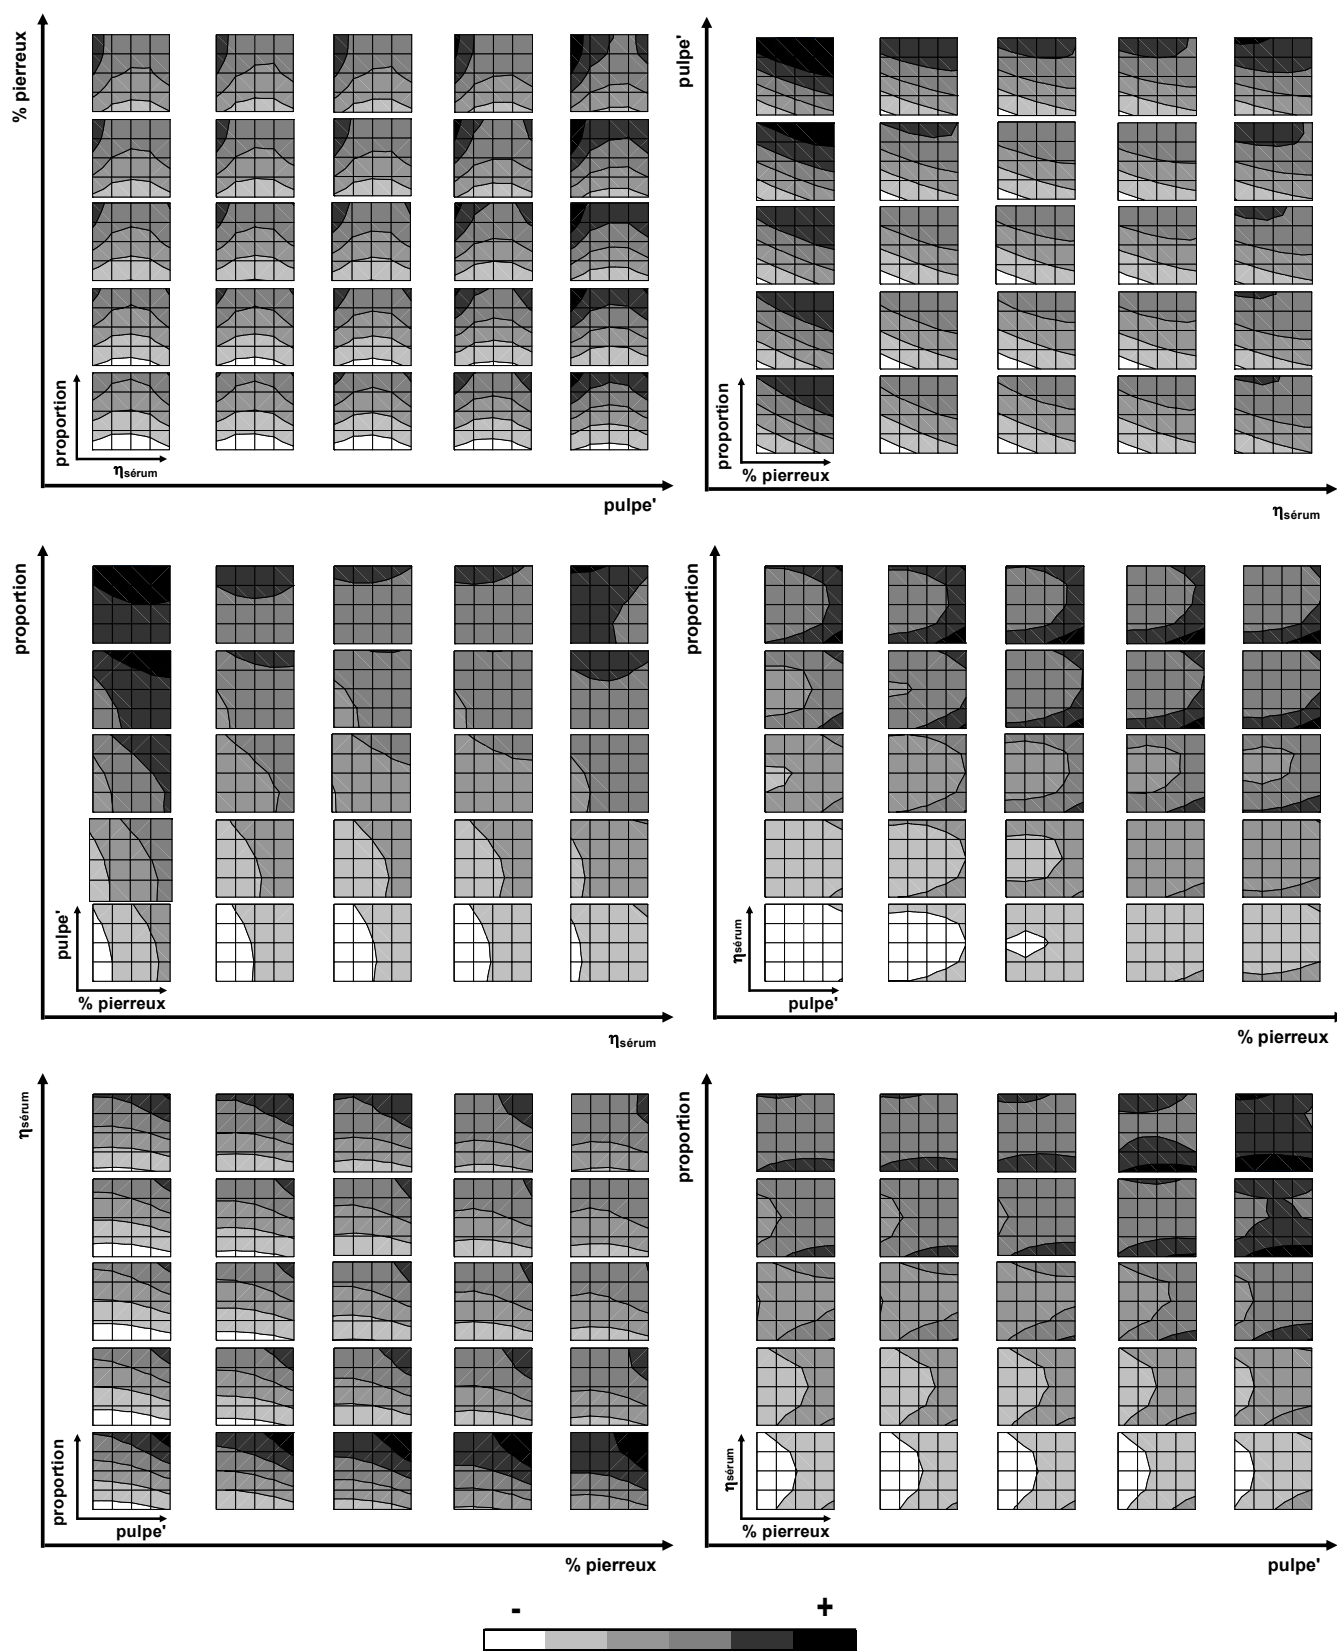 % pierreux
proportion
ηsérum
pulpe'
pulpe'
proportion
% pierreux
ηsérum
proportion
pulpe'
% pierreux
ηsérum
proportion
ηsérum
pulpe'
% pierreux
ηsérum
proportion
pulpe'
% pierreux
proportion
ηsérum
% pierreux
pulpe'
- +